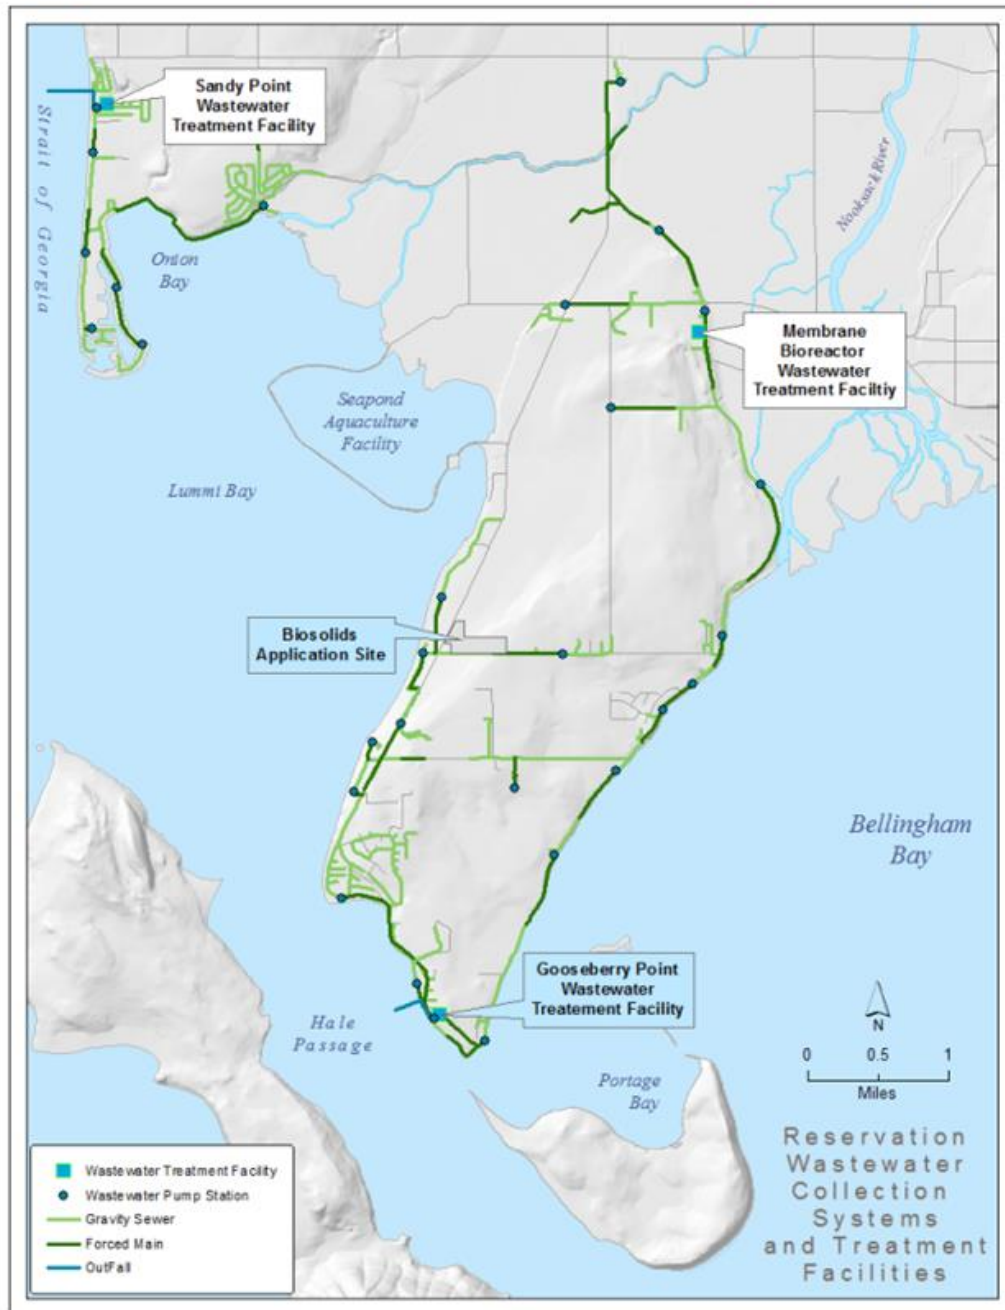 Sandy Point
Wastewater
Treatment Facility
Strait of Georgia
Onion
Bay
Nooksack River
Membrane
Bioreactor
Wastewater
Treatment Faciltiy
Seapond
Aquaculture
Facility
Lummi Bay
Biosolids
Application Site
Bellingham
Bay
Gooseberry Point
Wastewater
Treatement Facility
Hale
Passage
Portage
Bay
N
0 0.5 1
Miles
Reservation
Wastewater
Collection
Systems
and Treatment
Facilities
Wastewater Treatment Facility
Wastewater Pump Station
Gravity Sewer
Forced Main
OutFall